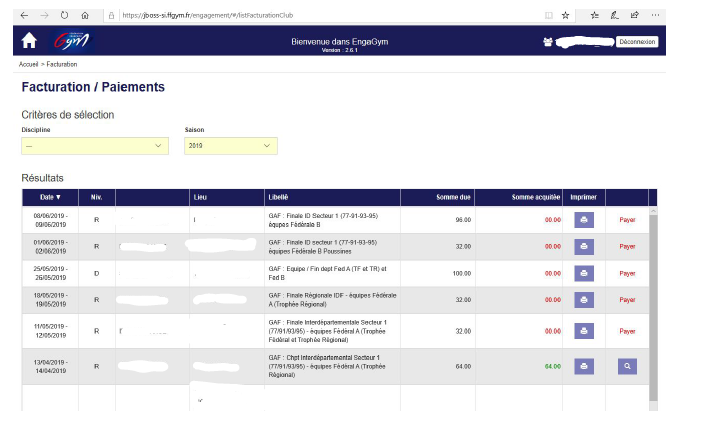 https://jboss-si.ffgym.fr/engagement/#/listFacturationClub
Gym
Bienvenue dans EngaGym
Version : 2.6.1
Déconnexion
Accueil > Facturation
Facturation / Paiements
Critères de sélection
Discipline Saison
--- 2019
Résultats
Date ▼ Niv. Lieu Libellé Somme due Somme acquitée Imprimer
08/06/2019 - 09/06/2019 IR GAF : Finale ID Secteur 1 (77-91-93-95)
équipes Fédérale B 96.00 00.00 Payer
01/06/2019 - 02/06/2019 IR GAF : Finale ID secteur 1 (77-91-93-95)
équipes Fédérale B Poussines 32.00 00.00 Payer
25/05/2019 - 26/05/2019 ID GAF : Equipe / Fin dept Fed A (TF et TR) et
Fed B 100.00 00.00 Payer
18/05/2019 - 19/05/2019 IR GAF : Finale Régionale IDF - équipes Fédérale
A (Trophée Régional) 32.00 00.00 Payer
11/05/2019 - 12/05/2019 IR GAF : Finale Interdépartementale Secteur 1
(77/91/93/95) - équipes Fédéral A (Trophée
Fédéral et Trophée Régional) 32.00 00.00 Payer
13/04/2019 - 14/04/2019 IR GAF : Chpt Interdépartemental Secteur 1
(77/91/93/95) - équipes Fédéral A (Trophée
Régional) 64.00 64.00